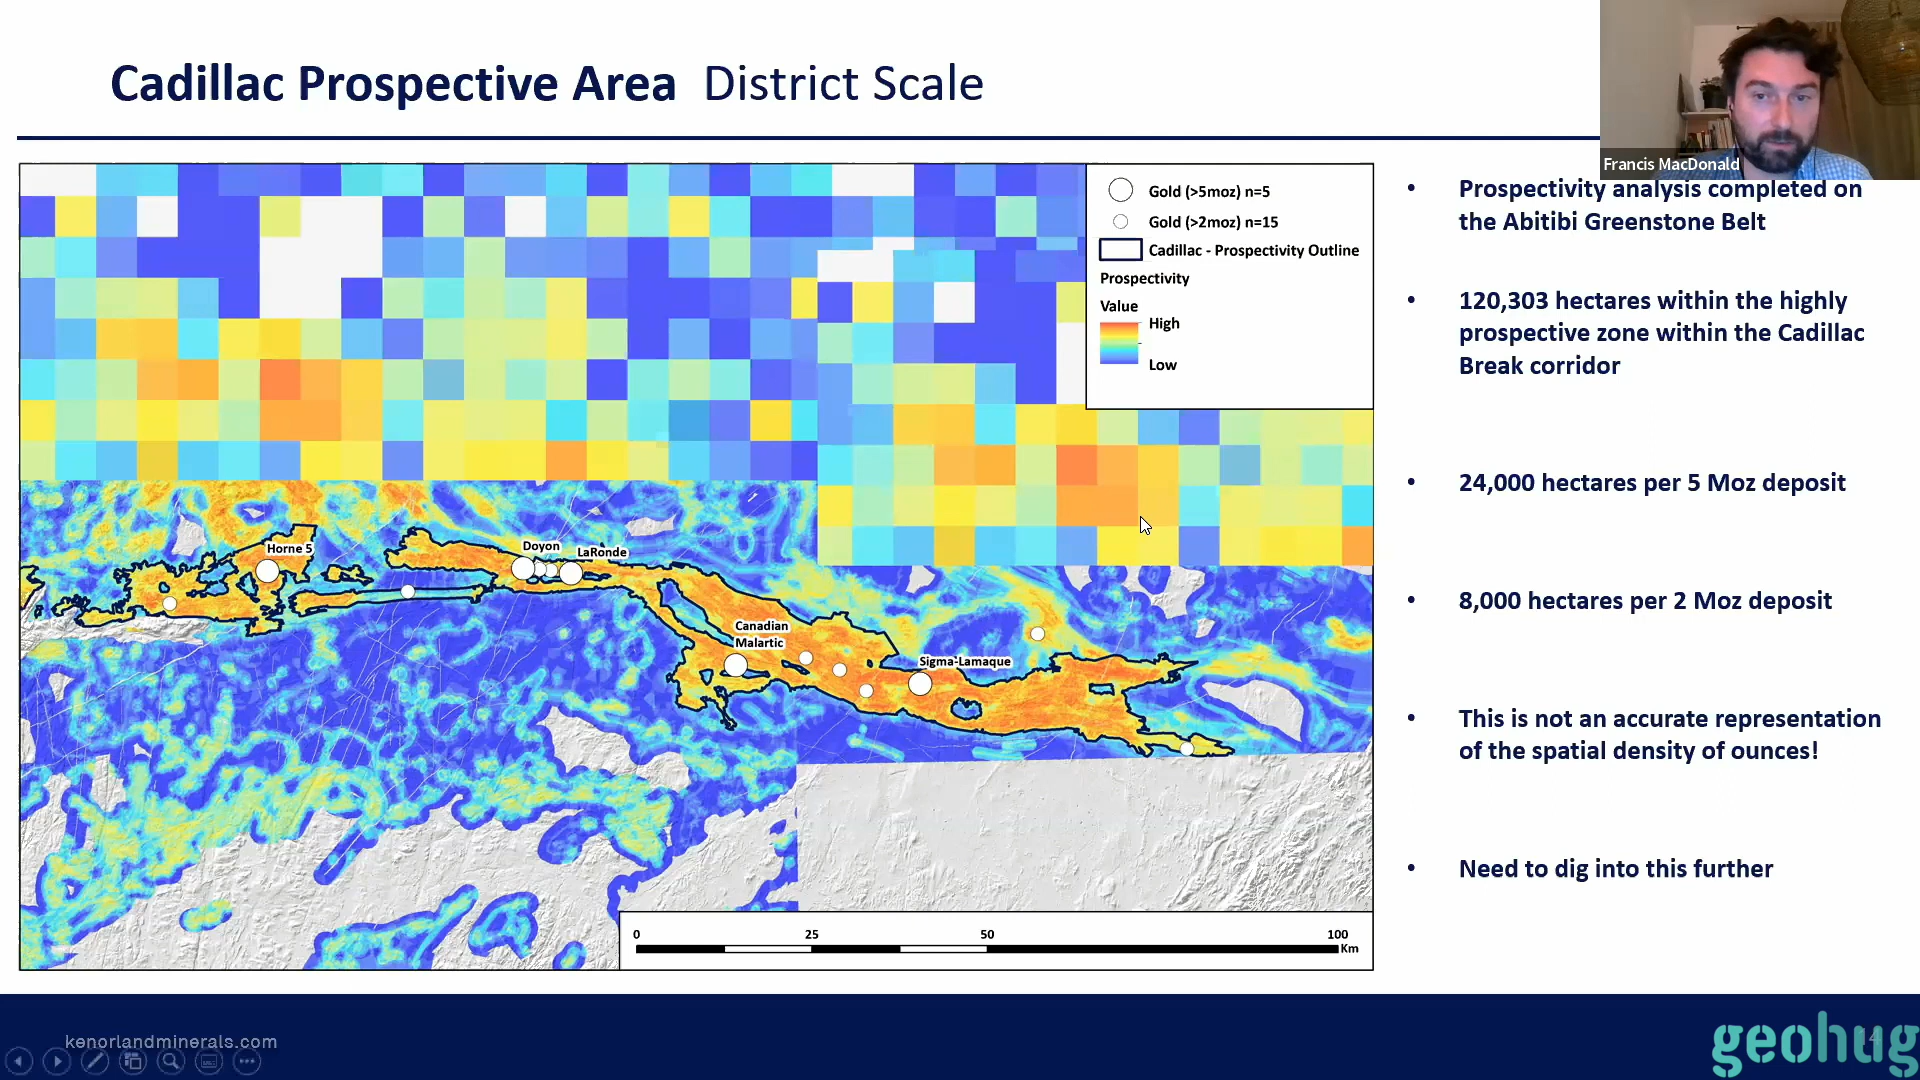 Cadillac Prospective Area District Scale
Francis MacDonald
Gold (>5moz) n=5
Gold (>2moz) n=15
Cadillac - Prospectivity Outline
Prospectivity
Value
High
Low
Horne 5
Doyon
LaRonde
Canadian
Malartic
Sigma-Lamaque
0 25 50 100
Km
• Prospectivity analysis completed on
the Abitibi Greenstone Belt
• 120,303 hectares within the highly
prospective zone within the Cadillac
Break corridor
• 24,000 hectares per 5 Moz deposit
• 8,000 hectares per 2 Moz deposit
• This is not an accurate representation
of the spatial density of ounces!
• Need to dig into this further
kenorlandminerals.com
geohug
14